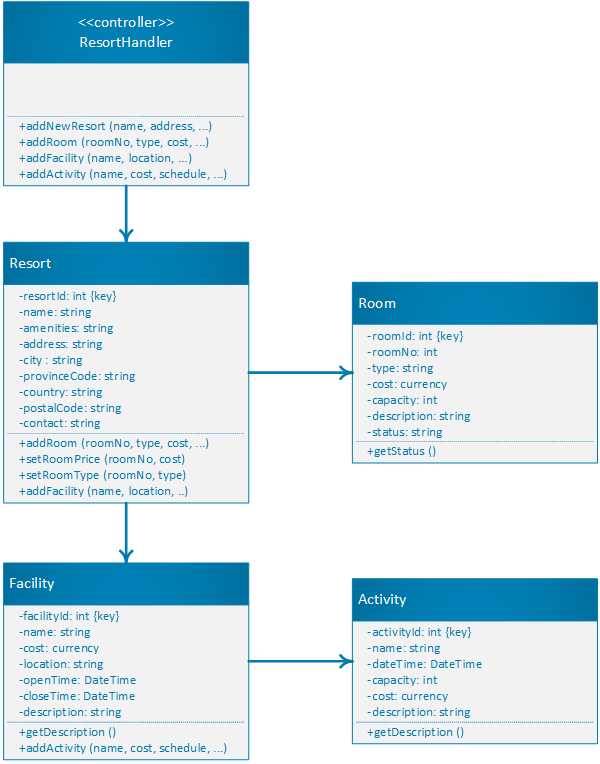 <<controller>>
ResortHandler
+addNewResort (name, address, ...)
+addRoom (roomNo, type, cost, ...)
+addFacility (name, location, ...)
+addActivity (name, cost, schedule, ...)
Resort
-resortId: int {key}
-name: string
-amenities: string
-address: string
-city : string
-provinceCode: string
-country: string
-postalCode: string
-contact: string
+addRoom (roomNo, type, cost, ...)
+setRoomPrice (roomNo, cost)
+setRoomType (roomNo, type)
+addFacility (name, location, ..)
Room
-roomId: int {key}
-roomNo: int
-type: string
-cost: currency
-capacity: int
-description: string
-status: string
+getStatus ()
Facility
-facilityId: int {key}
-name: string
-cost: currency
-location: string
-openTime: DateTime
-closeTime: DateTime
-description: string
+getDescription ()
+addActivity (name, cost, schedule, ...)
Activity
-activityId: int {key}
-name: string
-dateTime: DateTime
-capacity: int
-cost: currency
-description: string
+getDescription ()